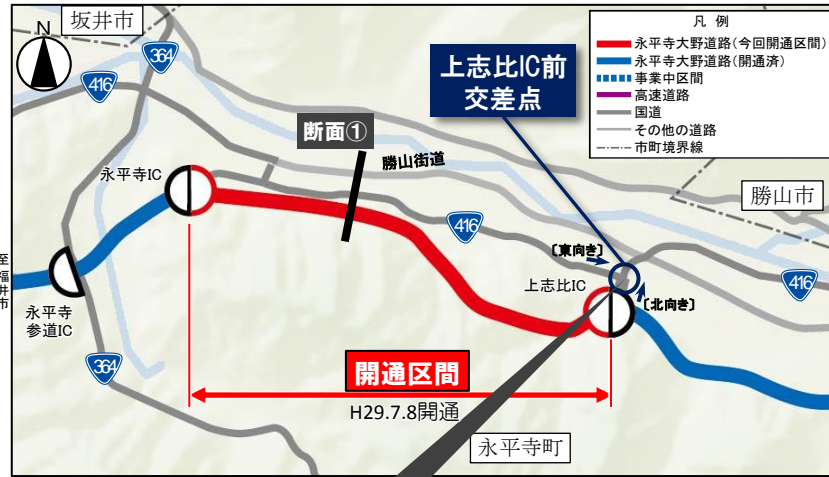 坂井市
N
364
416
上志比IC前
交差点
凡 例
永平寺大野道路(今回開通区間)
永平寺大野道路(開通済)
事業中区間
高速道路
国道
その他の道路
市町境界線
断面①
勝山街道
永平寺IC
勝山市
416
〔東向き〕
416
上志比IC
〔北向き〕
至 福井市
永平寺
参道IC
364
開通区間
H29.7.8開通
永平寺町